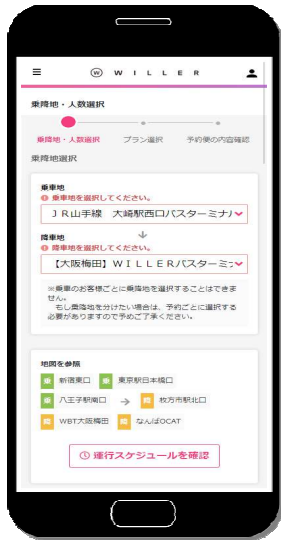 WILLER
乗降地・人数選択
乗降地・人数選択 プラン選択 予約便の内容確認
乗降地選択
乗車地
乗車地を選択してください。
JR山手線 大崎駅西口バスターミナル
降車地
降車地を選択してください。
【大阪梅田】WILLERバスターミナ
※乗車のお客様ごとに乗降地を選択することはできま
せん。
もし乗降地を分けたい場合は、予約ごとに選択する
必要がありますので予めご了承ください。
地図を参照
乗 新宿東口 乗 東京駅日本橋口
乗 八王子駅南口 → 降 枚方市駅北口
降 WBT大阪梅田 降 なんばOCAT
運行スケジュールを確認